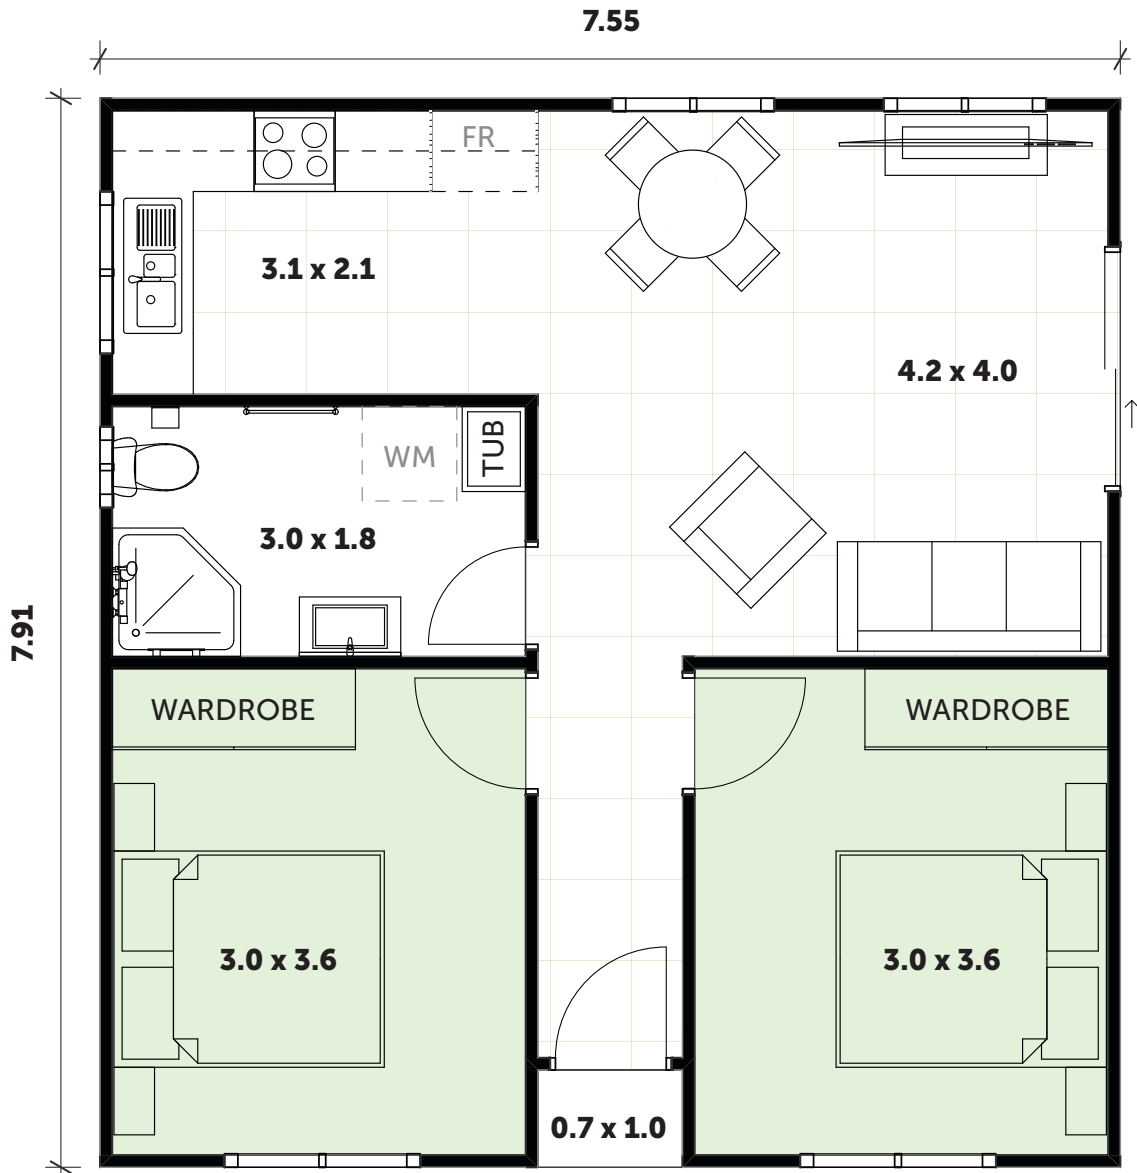 7.55
FR
3.1 x 2.1
4.2 x 4.0
WM
TUB
3.0 x 1.8
7.91
WARDROBE
WARDROBE
3.0 x 3.6
3.0 x 3.6
0.7 x 1.0